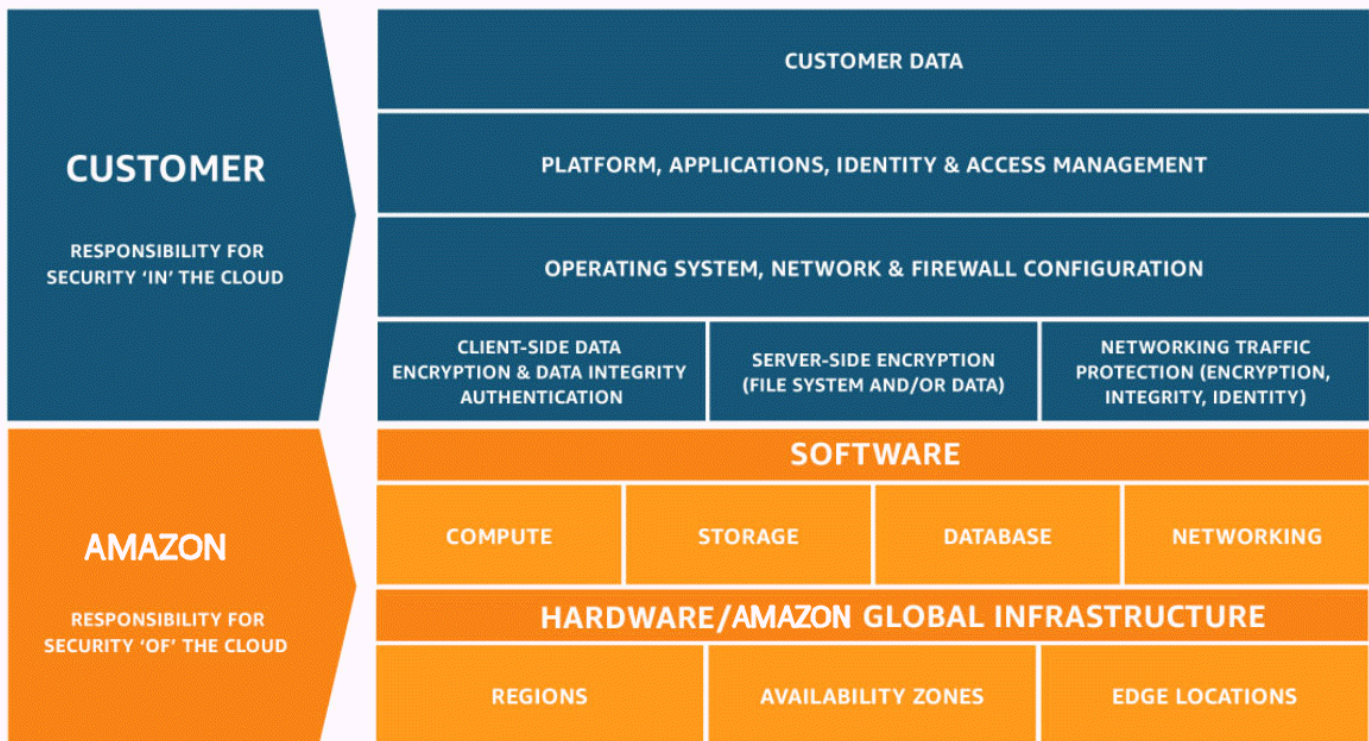 CUSTOMER
RESPONSIBILITY FOR
SECURITY ‘IN’ THE CLOUD
CUSTOMER DATA
PLATFORM, APPLICATIONS, IDENTITY & ACCESS MANAGEMENT
OPERATING SYSTEM, NETWORK & FIREWALL CONFIGURATION
CLIENT-SIDE DATA
ENCRYPTION & DATA INTEGRITY
AUTHENTICATION
SERVER-SIDE ENCRYPTION
(FILE SYSTEM AND/OR DATA)
NETWORKING TRAFFIC
PROTECTION (ENCRYPTION,
INTEGRITY, IDENTITY)
AMAZON
RESPONSIBILITY FOR
SECURITY ‘OF’ THE CLOUD
SOFTWARE
COMPUTE
STORAGE
DATABASE
NETWORKING
HARDWARE/AMAZON GLOBAL INFRASTRUCTURE
REGIONS
AVAILABILITY ZONES
EDGE LOCATIONS